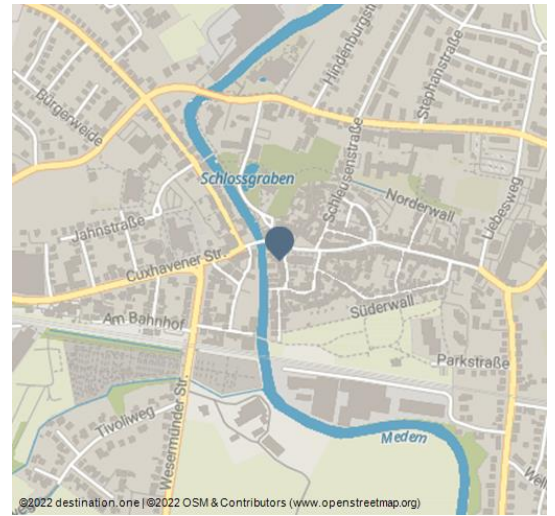 Hindenburgstr
Stephanstraße
Bürgerweide
Schlossgraben
Schleusenstraße
Norderwall
Liebesweg
Jahnstraße
Cuxhavener Str.
Süderwall
Am Bahnhof
Parkstraße
Wesermünder Str.
Tivoliweg
Medem
©2022 destination.one | ©2022 OSM & Contributors (www.openstreetmap.org)